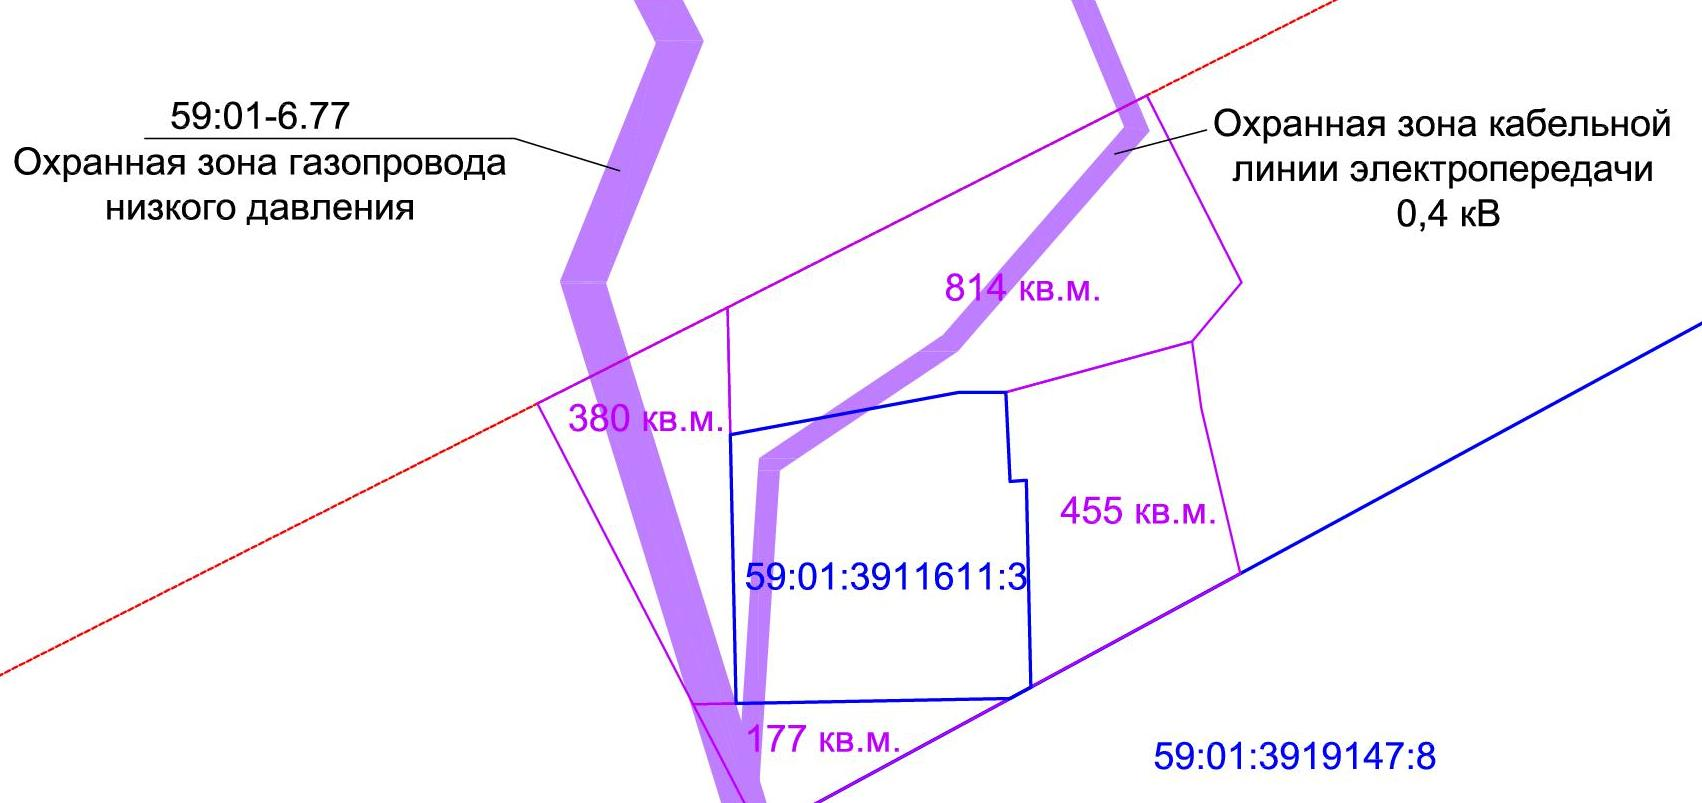 59:01-6.77
Охранная зона газопровода
низкого давления
Охранная зона кабельной
линии электропередачи
0,4 кВ
814 кв.м.
380 кв.м.
455 кв.м.
59:01:3911611:3
177 кв.м.
59:01:3919147:8